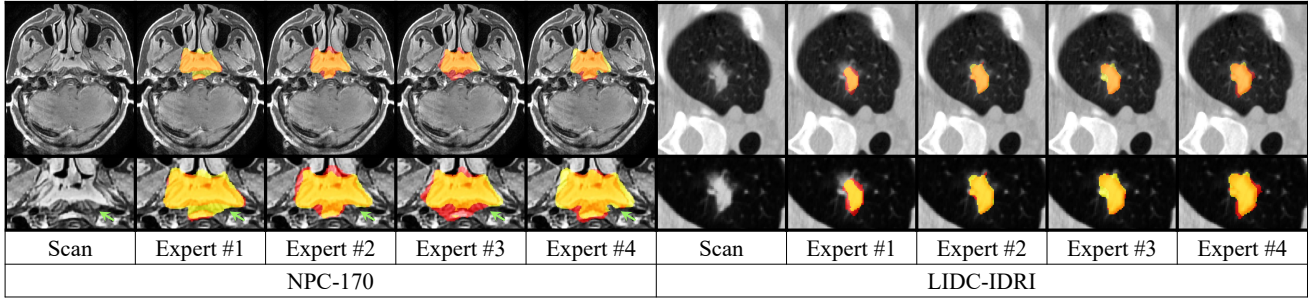 Scan Expert #1 Expert #2 Expert #3 Expert #4 Scan Expert #1 Expert #2 Expert #3 Expert #4
NPC-170 LIDC-IDRI